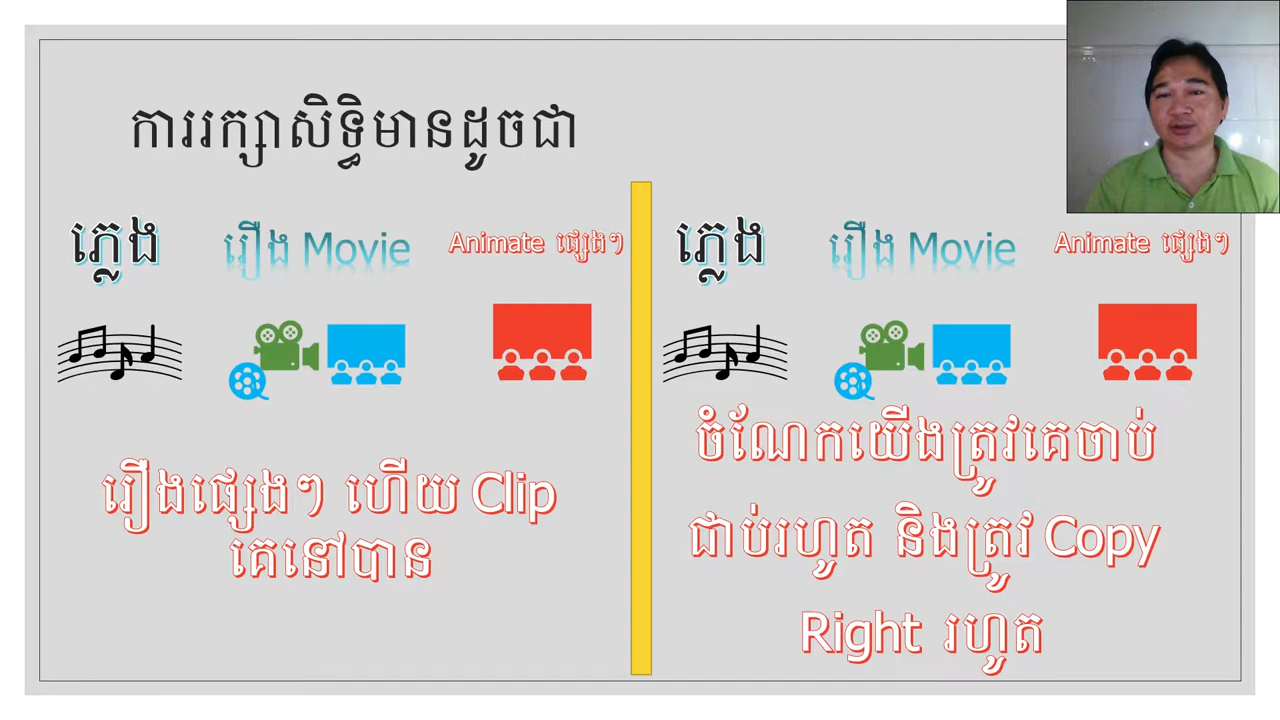 ការរក្សាសិទ្ធិមានដូចជា
ភ្លេង
រឿង Movie
Animate ផ្សេងៗ
រឿងផ្សេងៗ ហើយ Clip
គេនៅបាន
ភ្លេង
រឿង Movie
Animate ផ្សេងៗ
ចំណែកយើងត្រូវគេចាប់
ជាប់រហូត និងត្រូវ Copy
Right រហូត